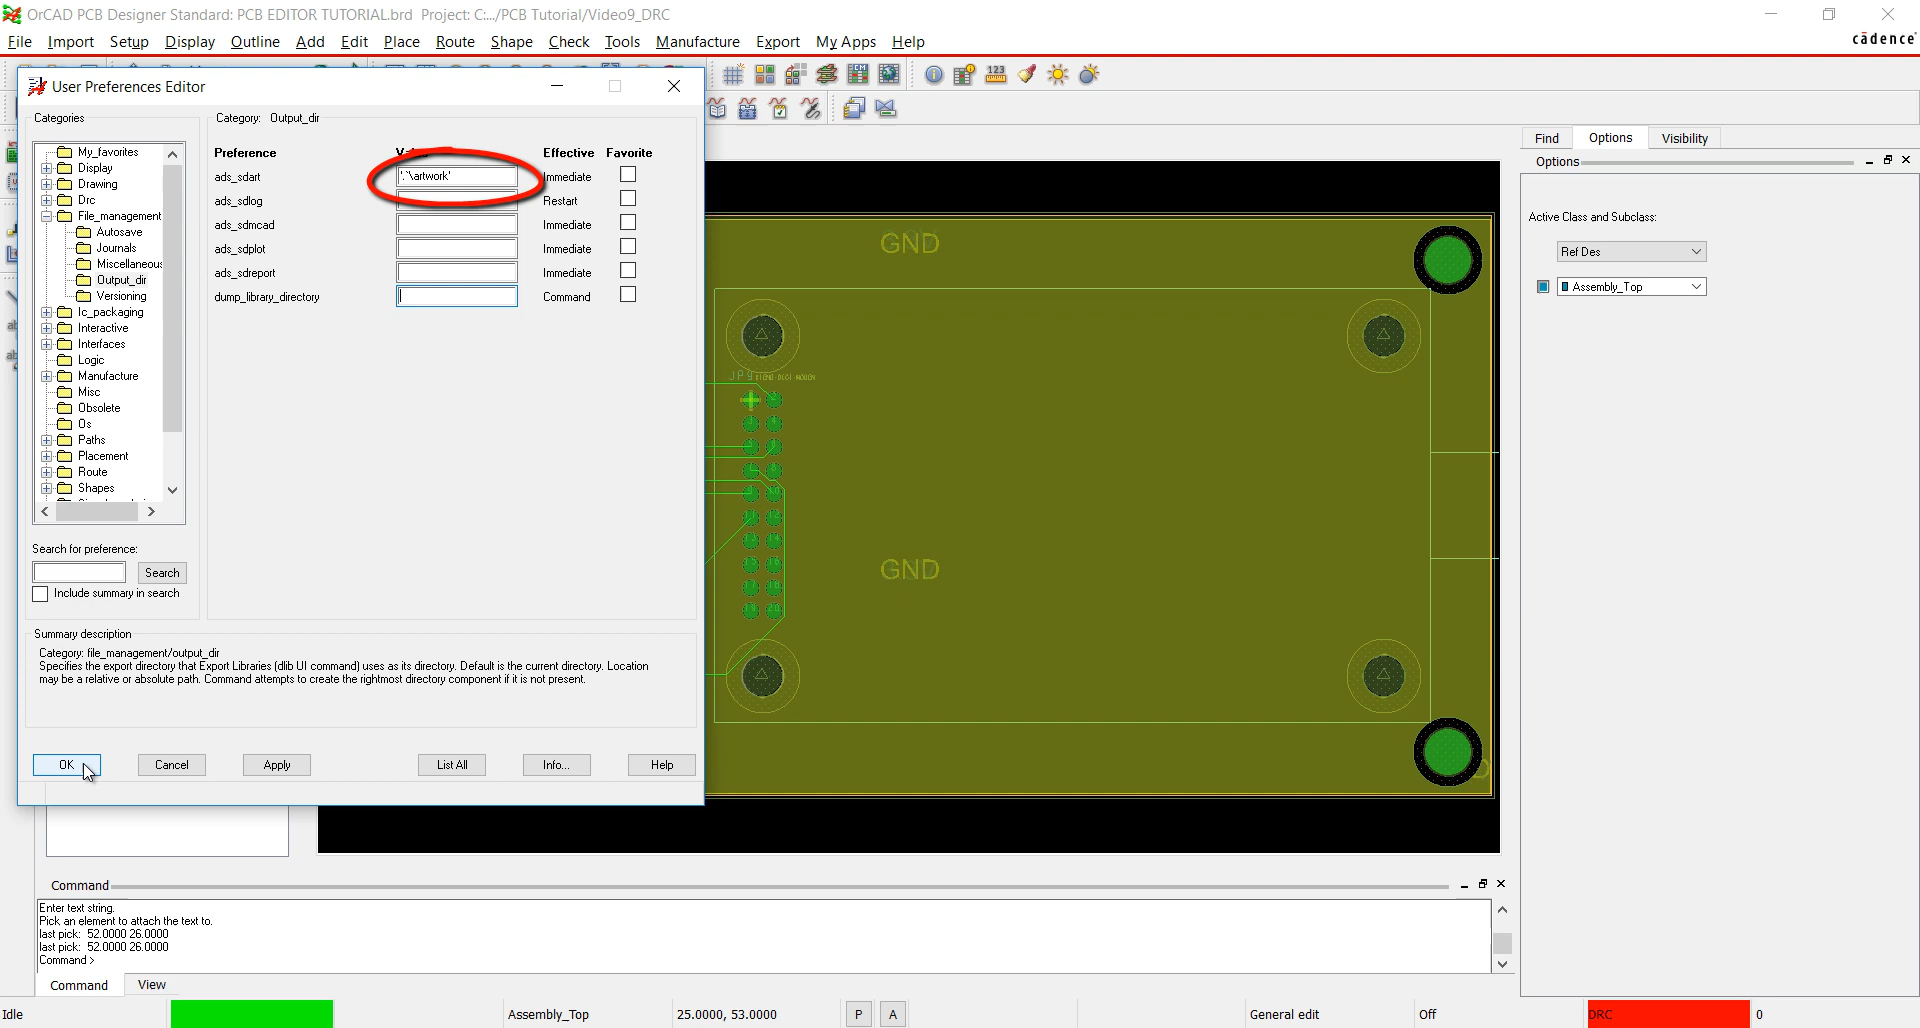 OrCAD PCB Designer Standard: PCB EDITOR TUTORIAL.brd Project: C:.../PCB Tutorial/Video9_DRC
File Import Setup Display Outline Add Edit Place Route Shape Check Tools Manufacture Export My Apps Help
cādence
User Preferences Editor
Categories
Category: Output_dir
My_favorites
Display
Drawing
Drc
File_management
Autosave
Journals
Miscellaneous
Output_dir
Versioning
Ic_packaging
Interactive
Interfaces
Logic
Manufacture
Misc
Obsolete
Os
Paths
Placement
Route
Shapes
Preference
Effective Favorite
ads_sdart '.\artwork' Immediate
ads_sdlog Restart
ads_sdmcad Immediate
ads_sdplot Immediate
ads_sdreport Immediate
dump_library_directory Command
Search for preference:
Search
Include summary in search
Summary description
Category: file_management/output_dir
Specifies the export directory that Export Libraries (dlib UI command) uses as its directory. Default is the current directory. Location
may be a relative or absolute path. Command attempts to create the rightmost directory component if it is not present.
OK Cancel Apply List All Info... Help
123
GND
JP9
GND
Find Options Visibility
Options
Active Class and Subclass:
Ref Des
Assembly_Top
Command
Enter text string.
Pick an element to attach the text to.
last pick: 52.0000 26.0000
last pick: 52.0000 26.0000
Command >
Command View
Idle Assembly_Top 25.0000, 53.0000 P A General edit Off DRC 0